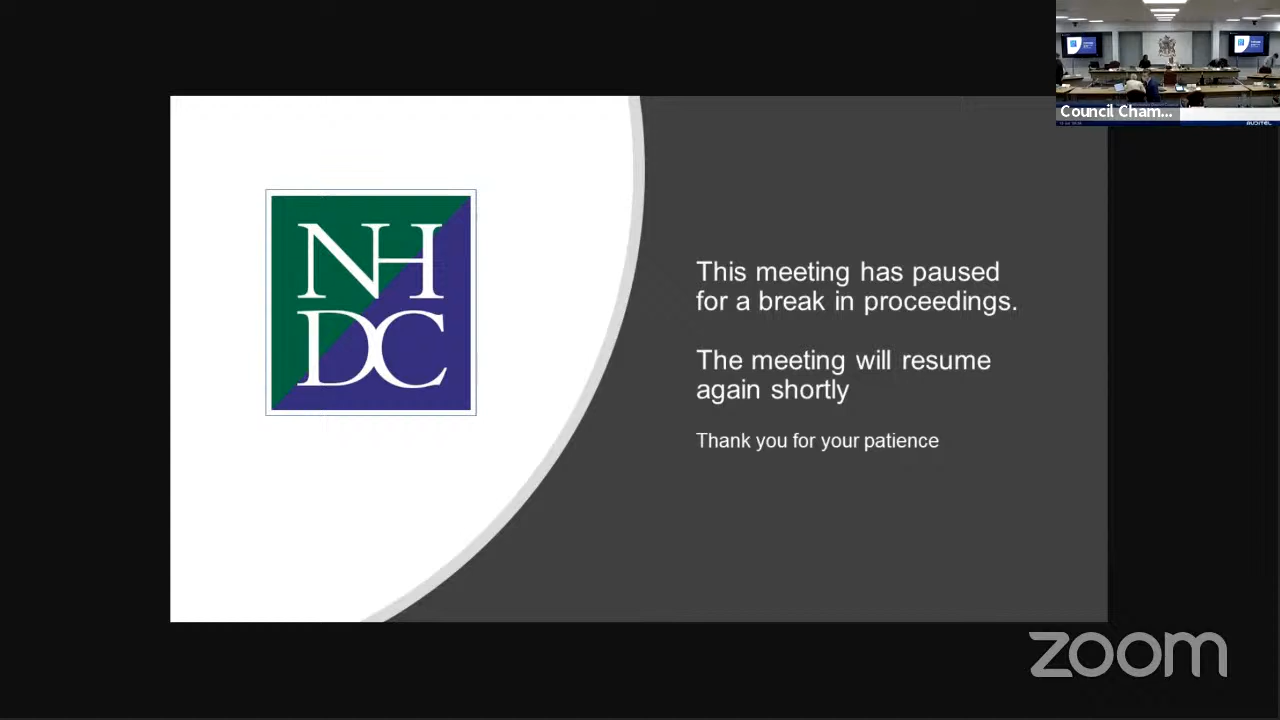 Council Cham...
AUDITEL
NH
DC
This meeting has paused
for a break in proceedings.
The meeting will resume
again shortly
Thank you for your patience
zoom